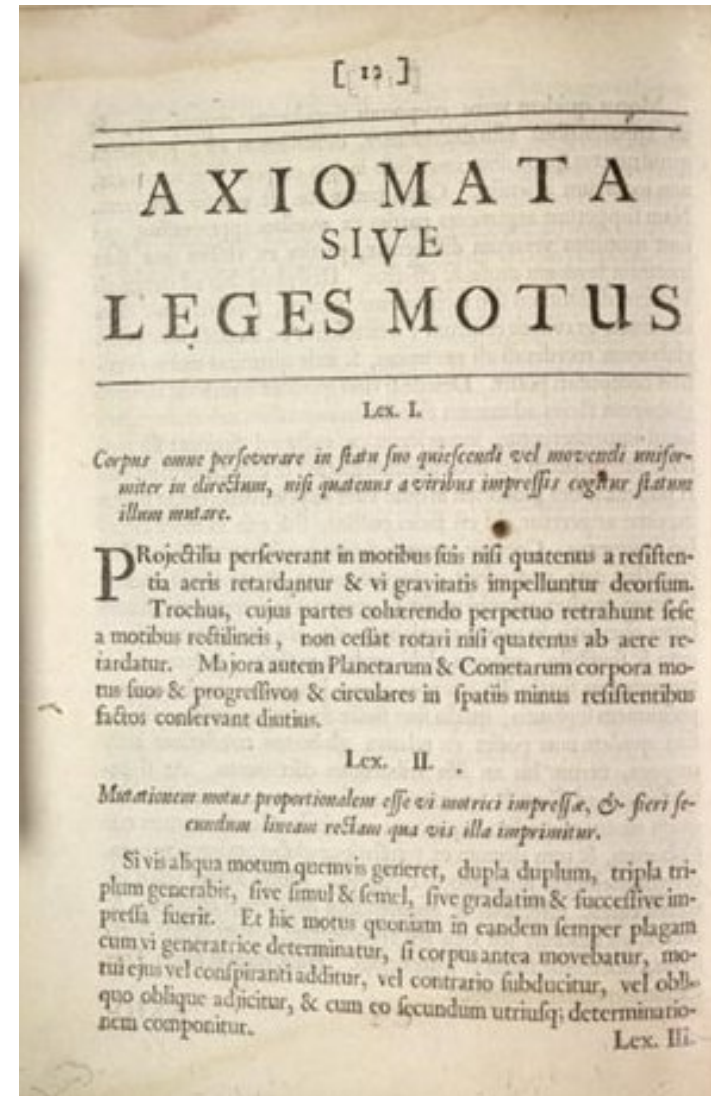 [ 12 ]
AXIOMATA
SIVE
LEGES MOTUS
Lex. I.
Corpus omne perſeverare in ſtatu ſuo quieſcendi vel movendi unifor-
miter in directum, niſi quatenus a viribus impreſſis cogitur ſtatum
illum mutare.
PRojectilia perſeverant in motibus ſuis niſi quatenus a reſiſten-
tia aeris retardantur & vi gravitatis impelluntur deorſum.
Trochus, cujus partes cohærendo perpetuo retrahunt ſeſe
a motibus rectilineis, non ceſſat rotari niſi quatenus ab aere re-
tardatur. Majora autem Planetarum & Cometarum corpora mo-
tus ſuos & progreſſivos & circulares in ſpatiis minus reſiſtentibus
factos conſervant diutius.
Lex. II.
Mutationem motus proportionalem eſſe vi motrici impreſſæ, & fieri ſe-
cundum lineam rectam qua vis illa imprimitur.
Si vis aliqua motum quemvis generet, dupla duplum, tripla tri-
plum generabit, ſive ſimul & ſemel, ſive gradatim & ſucceſſive im-
preſſa fuerit. Et hic motus quoniam in eandem ſemper plagam
cum vi generatrice determinatur, ſi corpus antea movebatur, mo-
tui ejus vel conſpiranti additur, vel contrario ſubducitur, vel obli-
quo oblique adjicitur, & cum eo ſecundum utriuſq; determinatio-
nem componitur.
Lex. III.